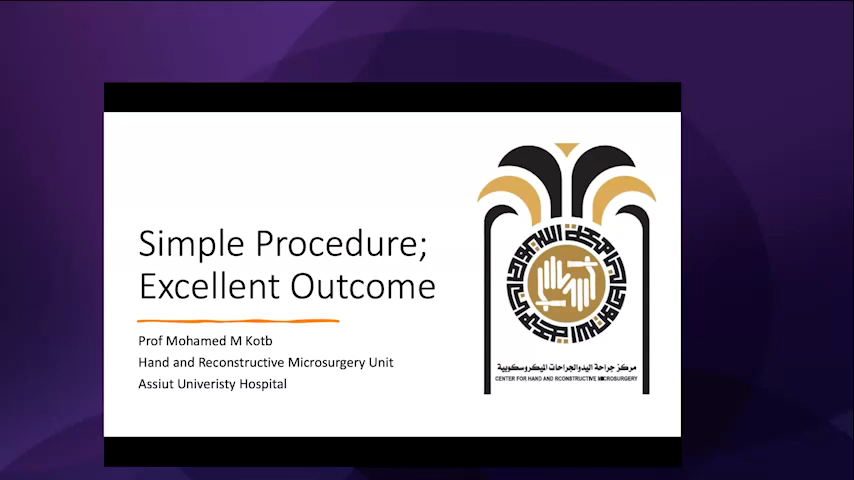 Simple Procedure;
Excellent Outcome
Prof Mohamed M Kotb
Hand and Reconstructive Microsurgery Unit
Assiut Univeristy Hospital
مركز جراحة اليد والجراحات الميكروسكوبية
CENTER FOR HAND AND RCONSTRUCTIVE MICROSURGERY